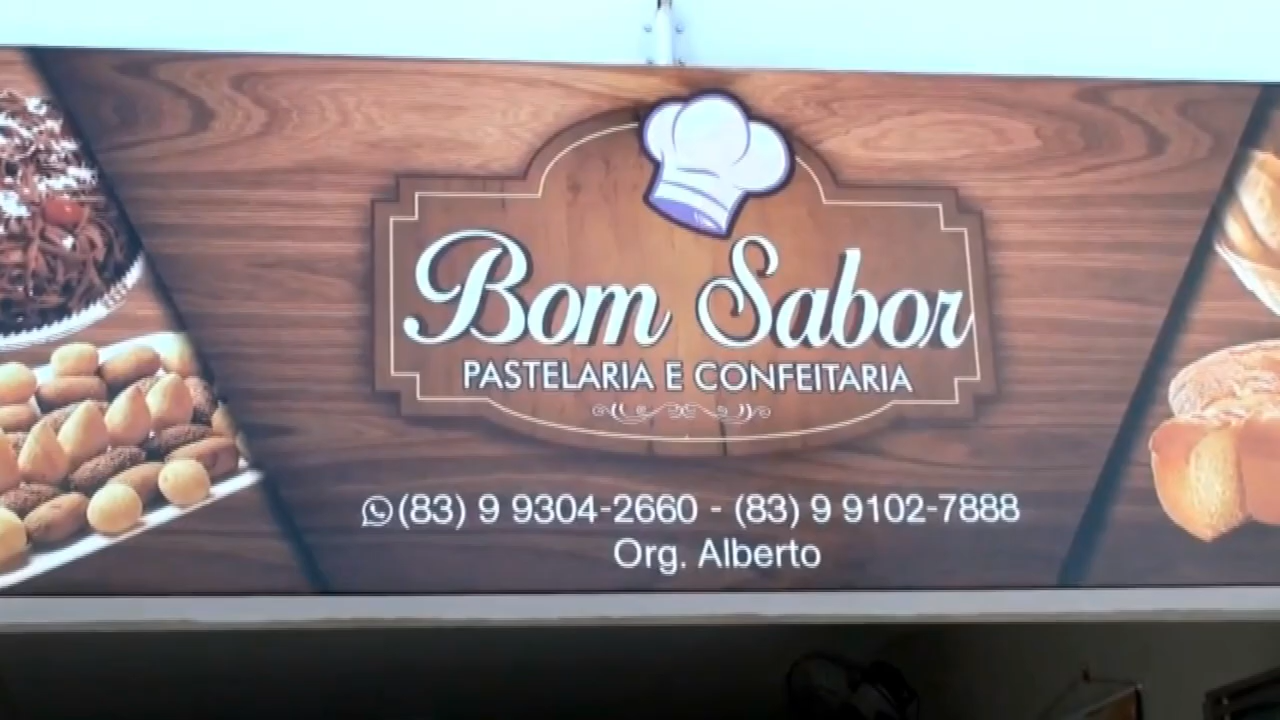 Bom Sabor
PASTELARIA E CONFEITARIA
(83) 9 9304-2660 - (83) 9 9102-7888
Org. Alberto